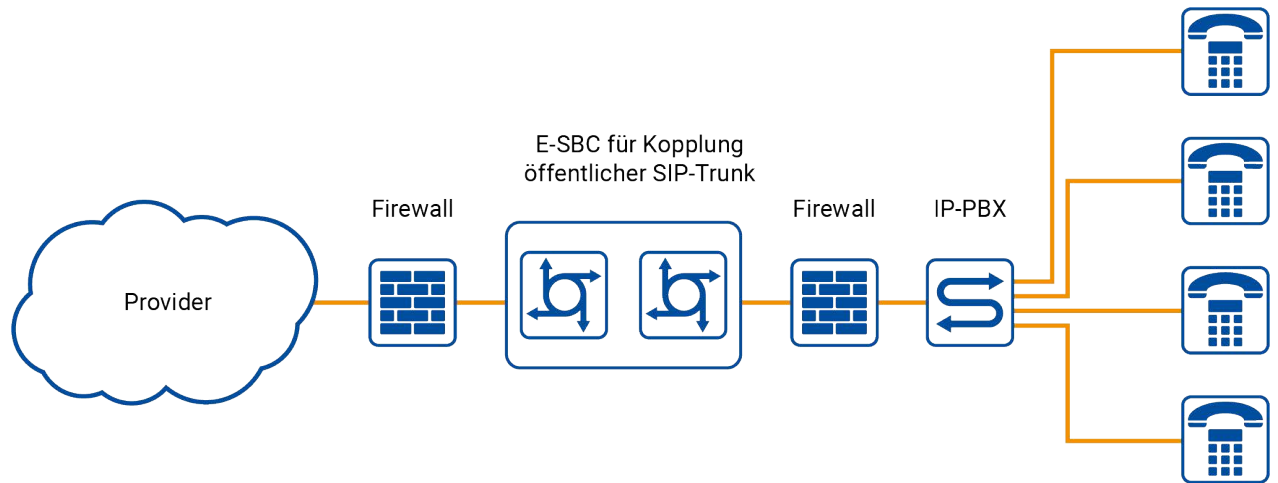 E-SBC für Kopplung
öffentlicher SIP-Trunk
Firewall
Firewall
IP-PBX
Provider